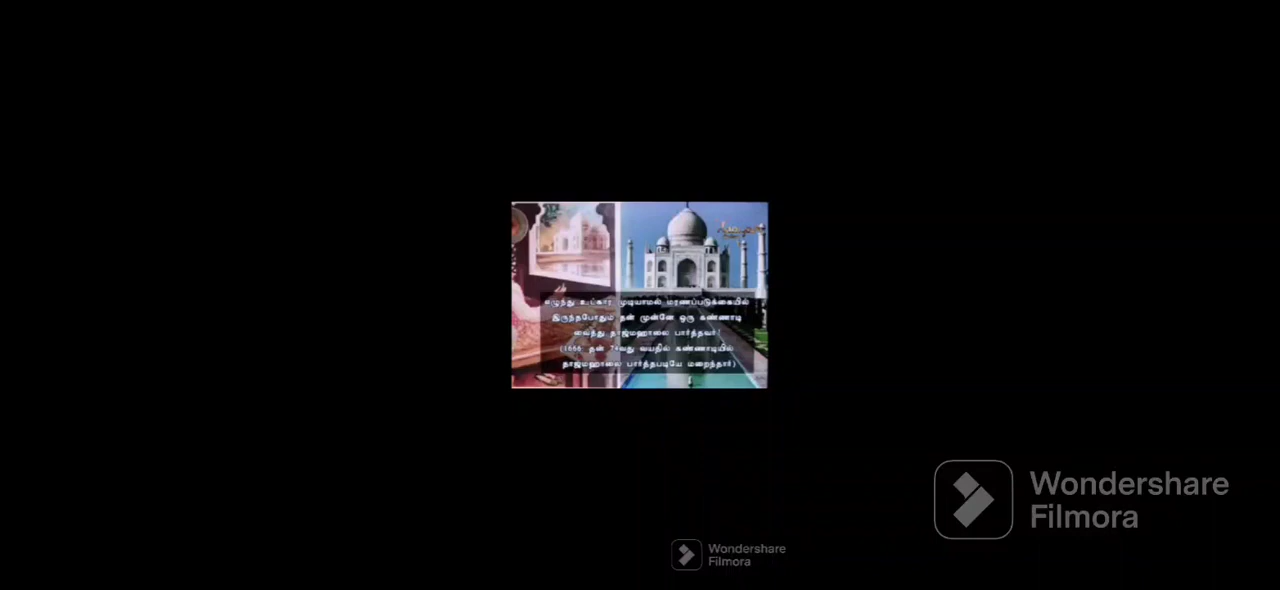 எழுந்து உட்கார முடியாமல் மரணப்படுக்கையில்
இருந்தபோதும் தன் முன்னே ஒரு கண்ணாடி
வைத்து தாஜ்மஹாலை பார்த்தவர்?
(1666 தன் 74வது வயதில் கண்ணாடியில்
தாஜ்மஹாலை பார்த்தபடியே மறைந்தார்)
Wondershare
Filmora
Wondershare
Filmora